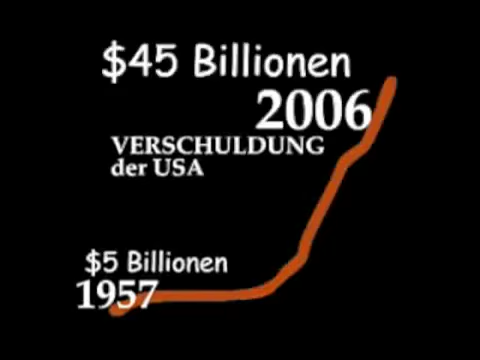 $45 Billionen
2006
VERSCHULDUNG
der USA
$5 Billionen
1957